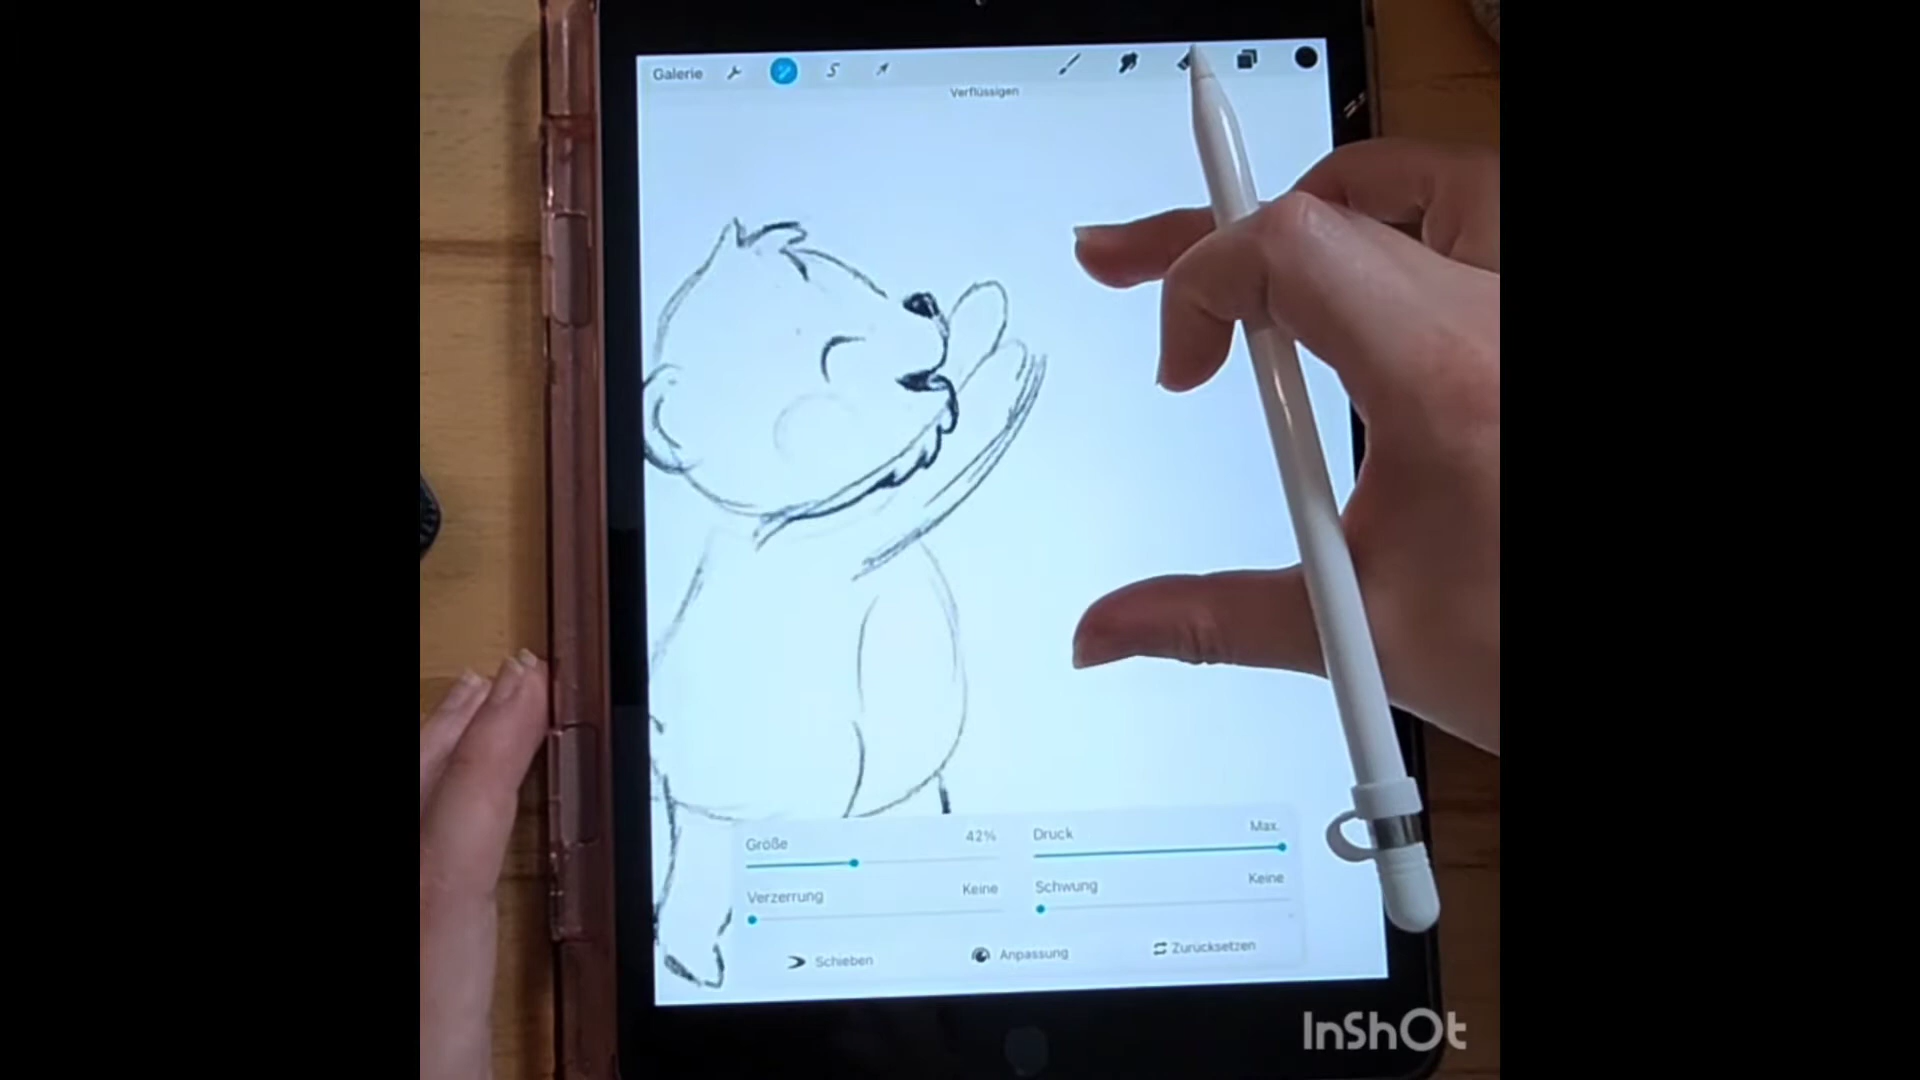 Galerie
Verflüssigen
Größe 42% Druck Max.
Verzerrung Keine Schwung Keine
Schieben Anpassung Zurücksetzen
InShOt